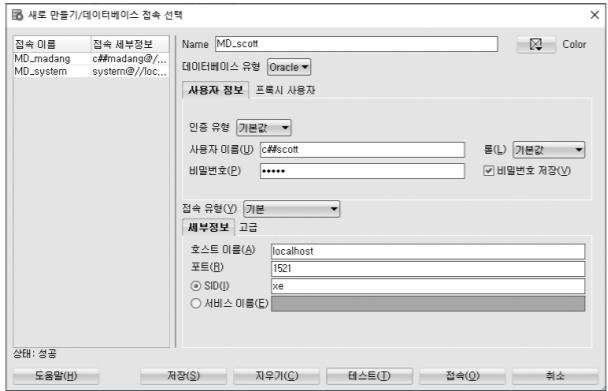 새로 만들기/데이터베이스 접속 선택
접속 이름 접속 세부정보
MD_madang c##madang@/...
MD_system system@//loc...
Name MD_scott Color
데이터베이스 유형 Oracle
사용자 정보 프록시 사용자
인증 유형 기본값
사용자 이름(U) c##scott 롤(L) 기본값
비밀번호(P) ••••• 비밀번호 저장(V)
접속 유형(Y) 기본
세부정보 고급
호스트 이름(A) localhost
포트(R) 1521
SID(I) xe
서비스 이름(E)
상태: 성공
도움말(H) 저장(S) 지우기(C) 테스트(T) 접속(O) 취소